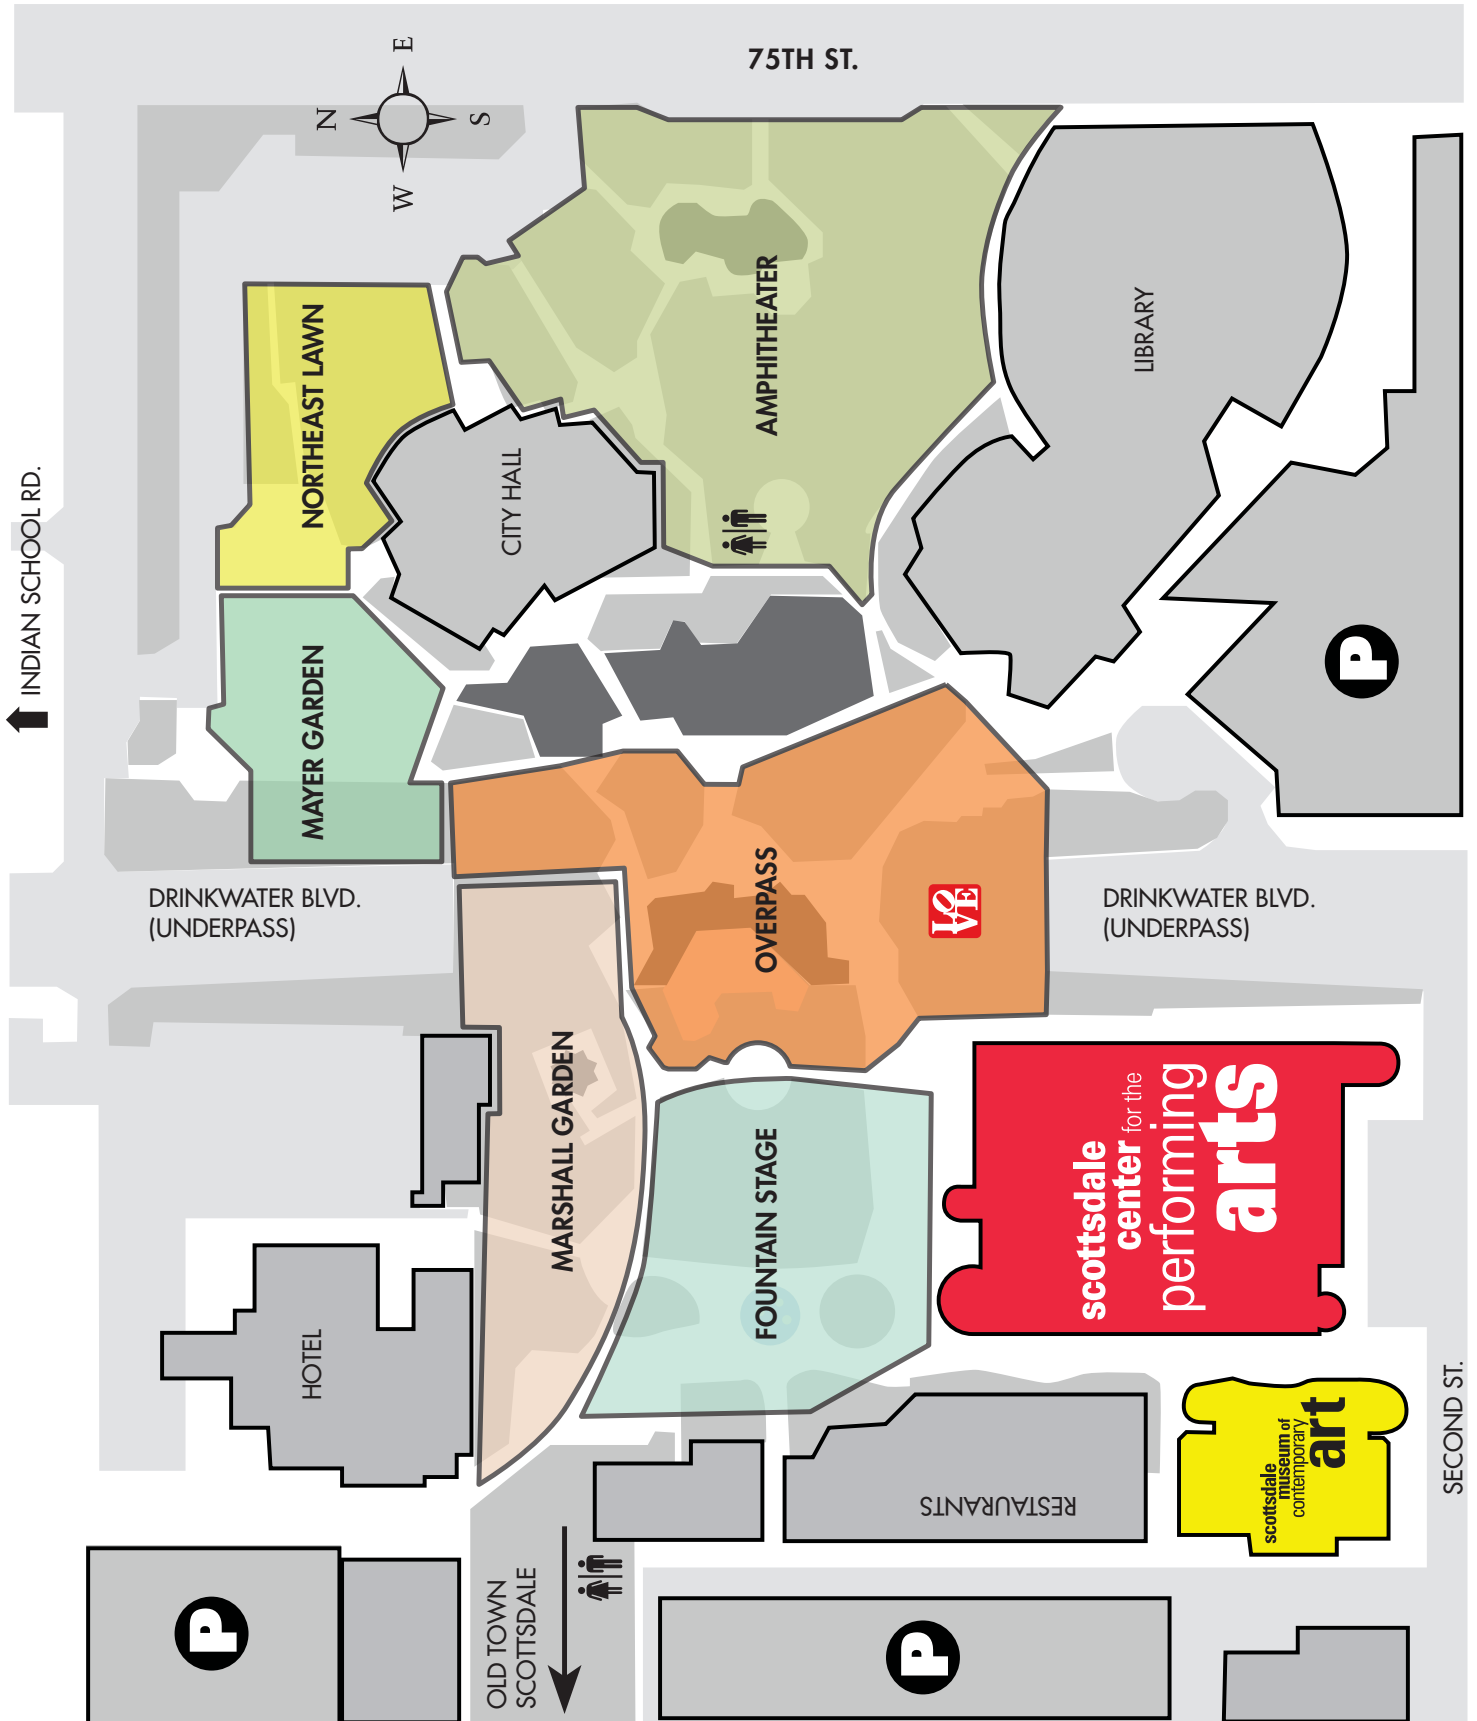 75TH ST.
E
N
S
W
INDIAN SCHOOL RD.
NORTHEAST LAWN
AMPHITHEATER
LIBRARY
CITY HALL
MAYER GARDEN
P
DRINKWATER BLVD.
(UNDERPASS)
OVERPASS
LOVE
DRINKWATER BLVD.
(UNDERPASS)
MARSHALL GARDEN
FOUNTAIN STAGE
scottsdale
center for the
performing
arts
HOTEL
RESTAURANTS
scottsdale
museum of
contemporary
art
SECOND ST.
OLD TOWN
SCOTTSDALE
P
P